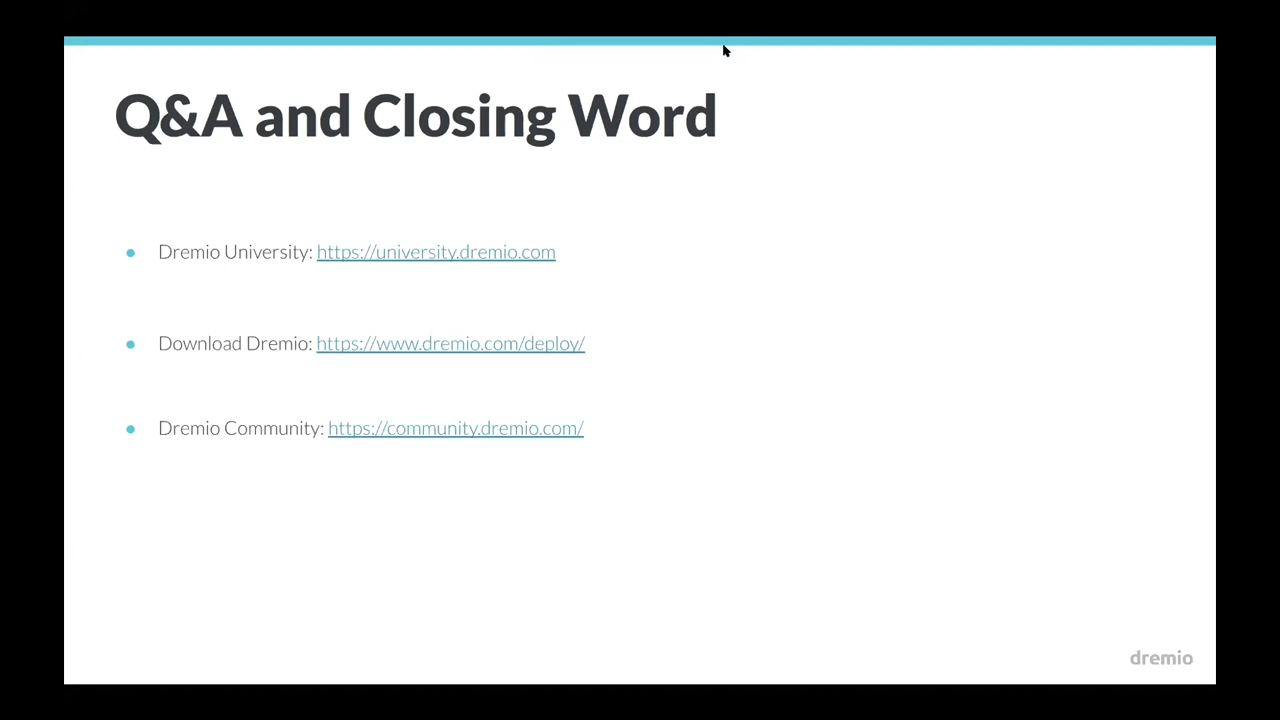 Q&A and Closing Word
Dremio University: https://university.dremio.com
Download Dremio: https://www.dremio.com/deploy/
Dremio Community: https://community.dremio.com/
dremio